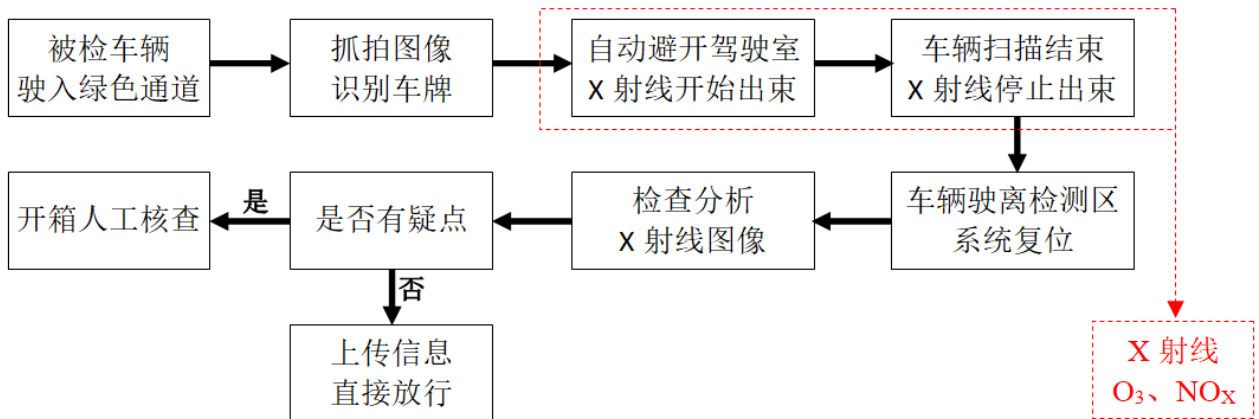 被检车辆
驶入绿色通道
抓拍图像
识别车牌
自动避开驾驶室
X 射线开始出束
车辆扫描结束
X 射线停止出束
车辆驶离检测区
系统复位
检查分析
X 射线图像
是否有疑点
是
开箱人工核查
否
上传信息
直接放行
X 射线
O₃、NOX